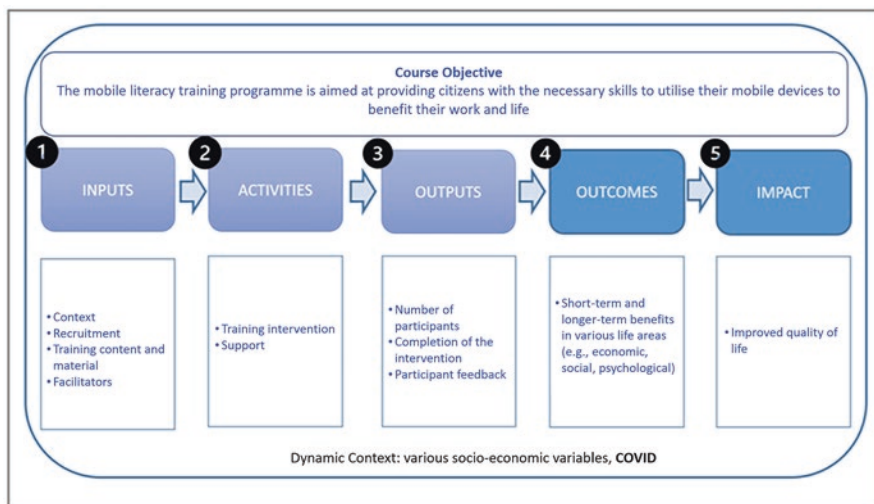 Course Objective
The mobile literacy training programme is aimed at providing citizens with the necessary skills to utilise their mobile devices to
benefit their work and life
1
2
3
4
5
INPUTS
ACTIVITIES
OUTPUTS
OUTCOMES
IMPACT
• Context
• Recruitment
• Training content and
material
• Facilitators
• Training intervention
• Support
• Number of
participants
• Completion of the
intervention
• Participant feedback
• Short-term and
longer-term benefits
in various life areas
(e.g., economic,
social, psychological)
• Improved quality of
life
Dynamic Context: various socio-economic variables, COVID